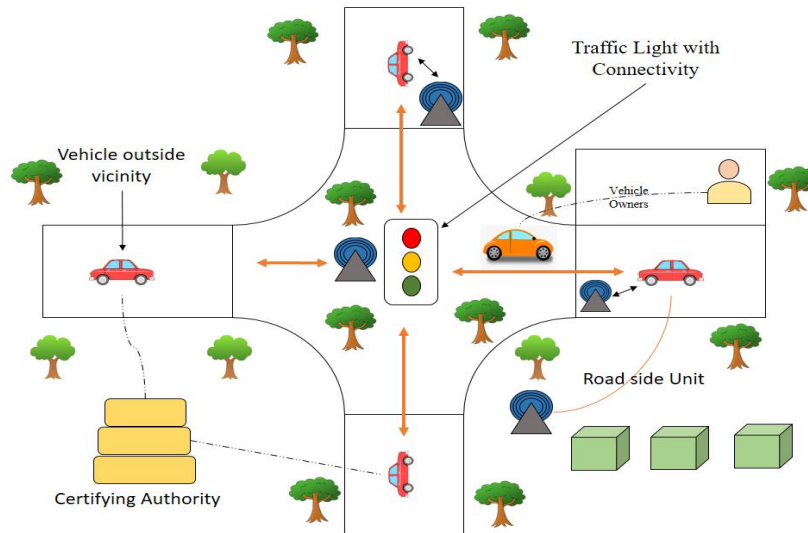 Traffic Light with
Connectivity
Vehicle outside
vicinity
Vehicle
Owners
Road side Unit
Certifying Authority